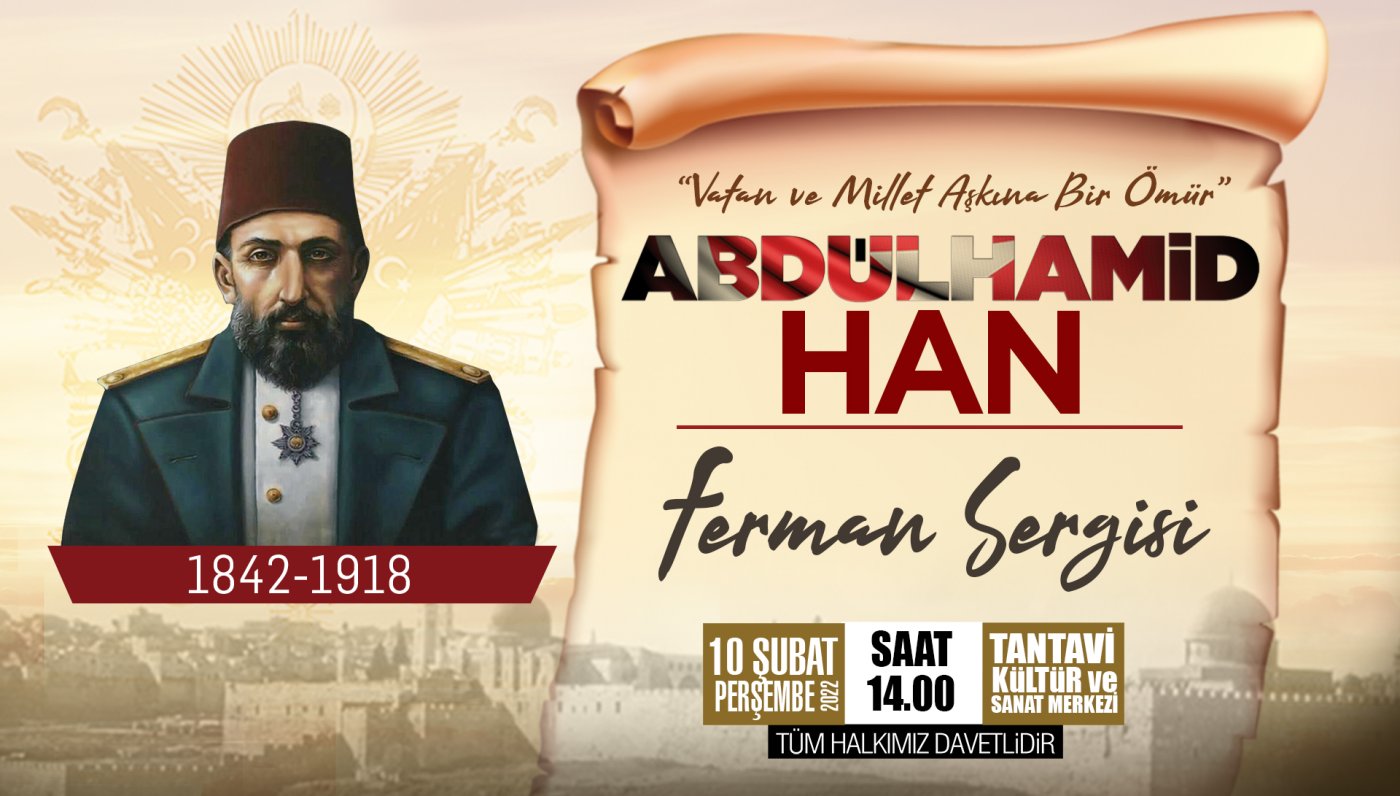 "Vatan ve Millet Aşkına Bir Ömür"
ABDÜLHAMİD
HAN
Ferman Sergisi
1842-1918
10 ŞUBAT
PERŞEMBE 2022
SAAT
14.00
TANTAVİ
KÜLTÜR ve
SANAT MERKEZİ
TÜM HALKIMIZ DAVETLİDİR